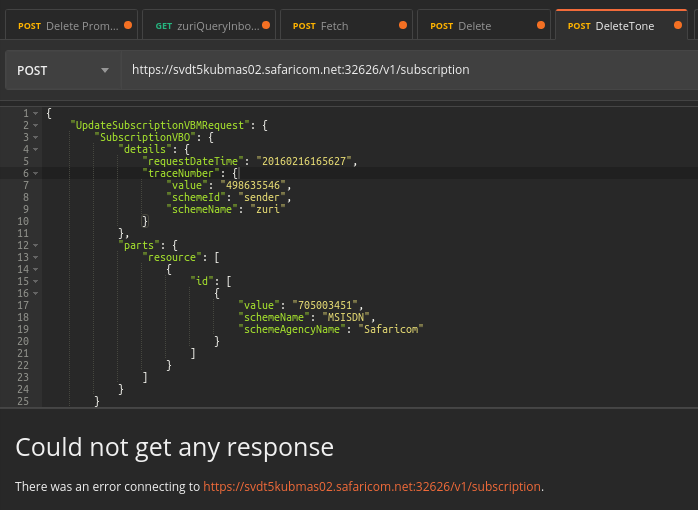 POST Delete Prom... GET zuriQueryInbo... POST Fetch POST Delete POST DeleteTone
POST https://svdt5kubmas02.safaricom.net:32626/v1/subscription
1 {
2 "UpdateSubscriptionVBMRequest": {
3 "SubscriptionVBO": {
4 "details": {
5 "requestDateTime": "20160216165627",
6 "traceNumber": {
7 "value": "498635546",
8 "schemeId": "sender",
9 "schemeName": "zuri"
10 }
11 },
12 "parts": {
13 "resource": [
14 {
15 "id": [
16 {
17 "value": "705003451",
18 "schemeName": "MSISDN",
19 "schemeAgencyName": "Safaricom"
20 }
21 ]
22 }
23 ]
24 }
25 }
Could not get any response
There was an error connecting to https://svdt5kubmas02.safaricom.net:32626/v1/subscription.